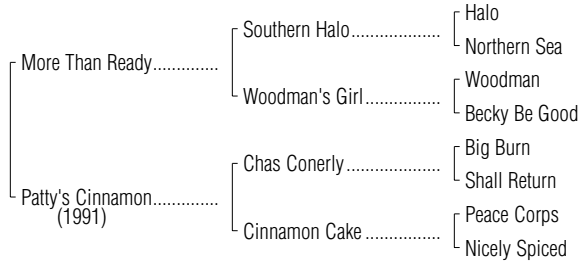 Halo
Southern Halo..................
Northern Sea
More Than Ready.............
Woodman
Woodman's Girl...............
Becky Be Good
Big Burn
Chas Conerly...................
Shall Return
Patty's Cinnamon.............
(1991)
Peace Corps
Cinnamon Cake...............
Nicely Spiced